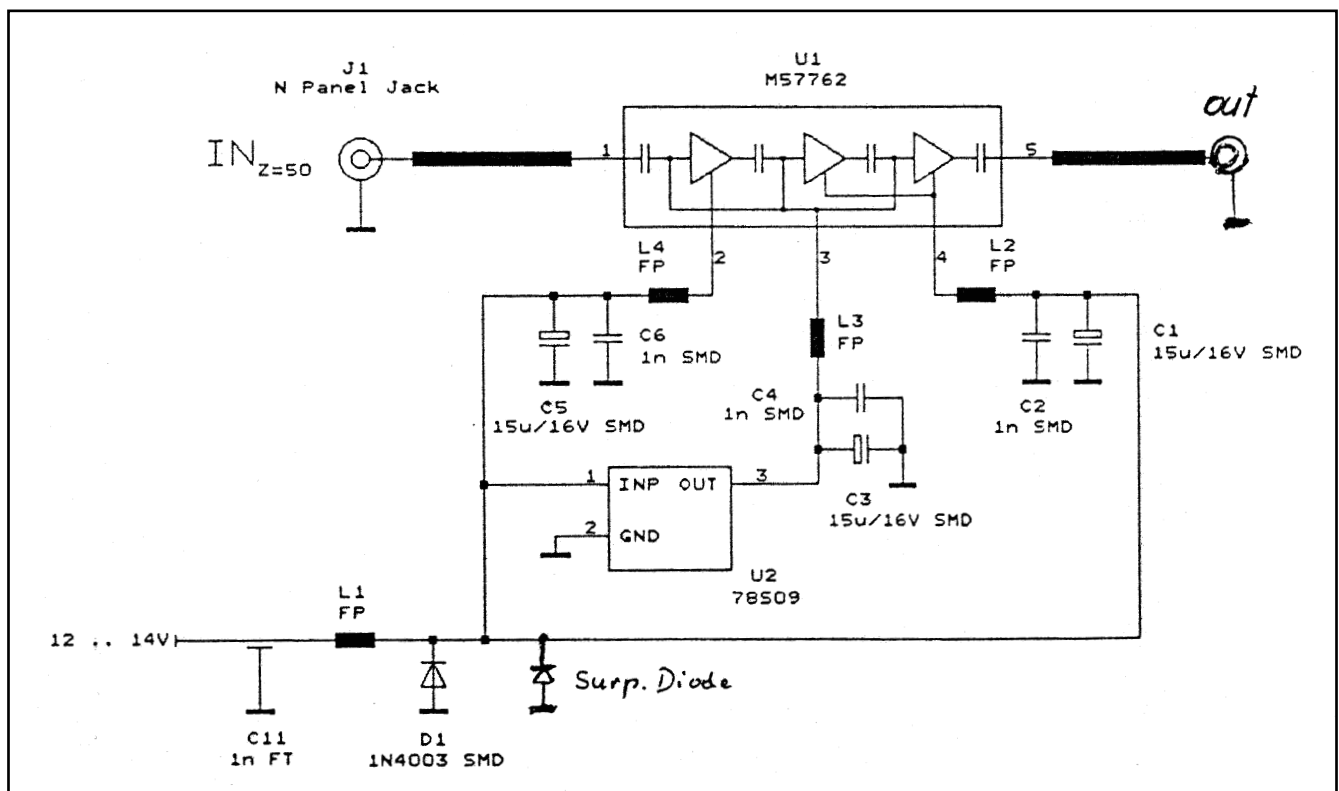 J1
N Panel Jack
U1
M57762
out
IN Z=50
1
5
L4
FP
2
3
4
L2
FP
L3
FP
C6
1n SMD
C1
15u/16V SMD
C5
15u/16V SMD
C4
1n SMD
C2
1n SMD
1
INP OUT
3
C3
15u/16V SMD
2
GND
U2
78S09
L1
FP
12 .. 14V
Surp. Diode
C11
1n FT
D1
1N4003 SMD